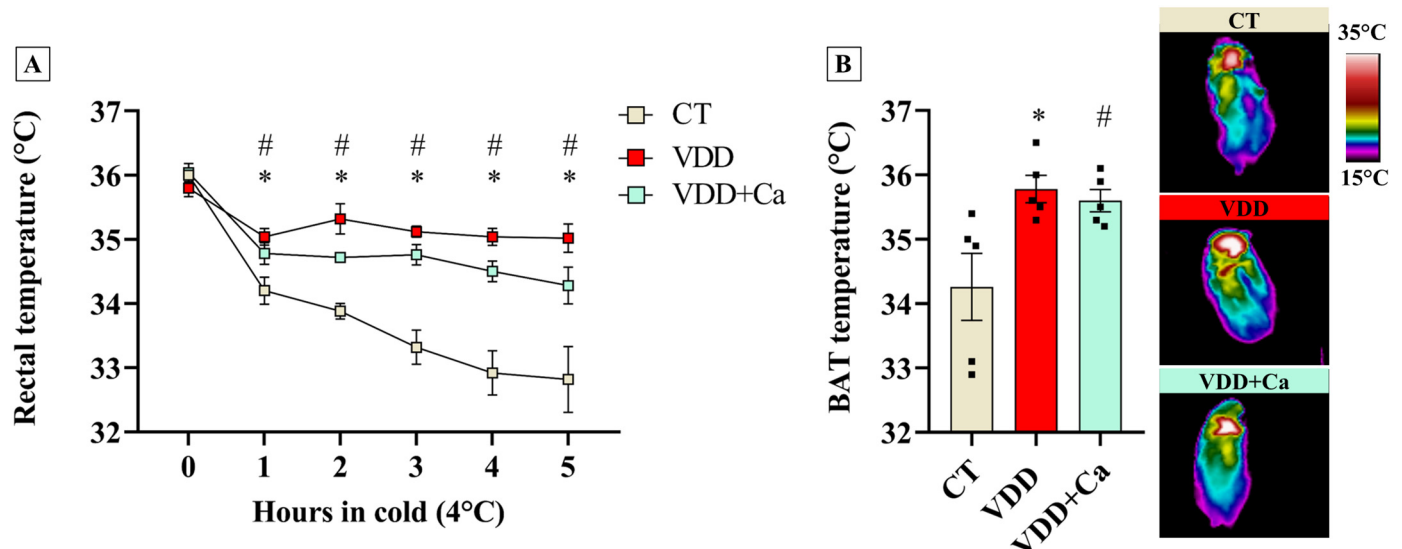 A
Rectal temperature (°C)
37
36
35
34
33
32
# # # # #
* * * * *
0 1 2 3 4 5
Hours in cold (4°C)
CT
VDD
VDD+Ca
B
BAT temperature (°C)
37
36
35
34
33
32
* #
CT VDD VDD+Ca
CT
VDD
VDD+Ca
35°C
15°C